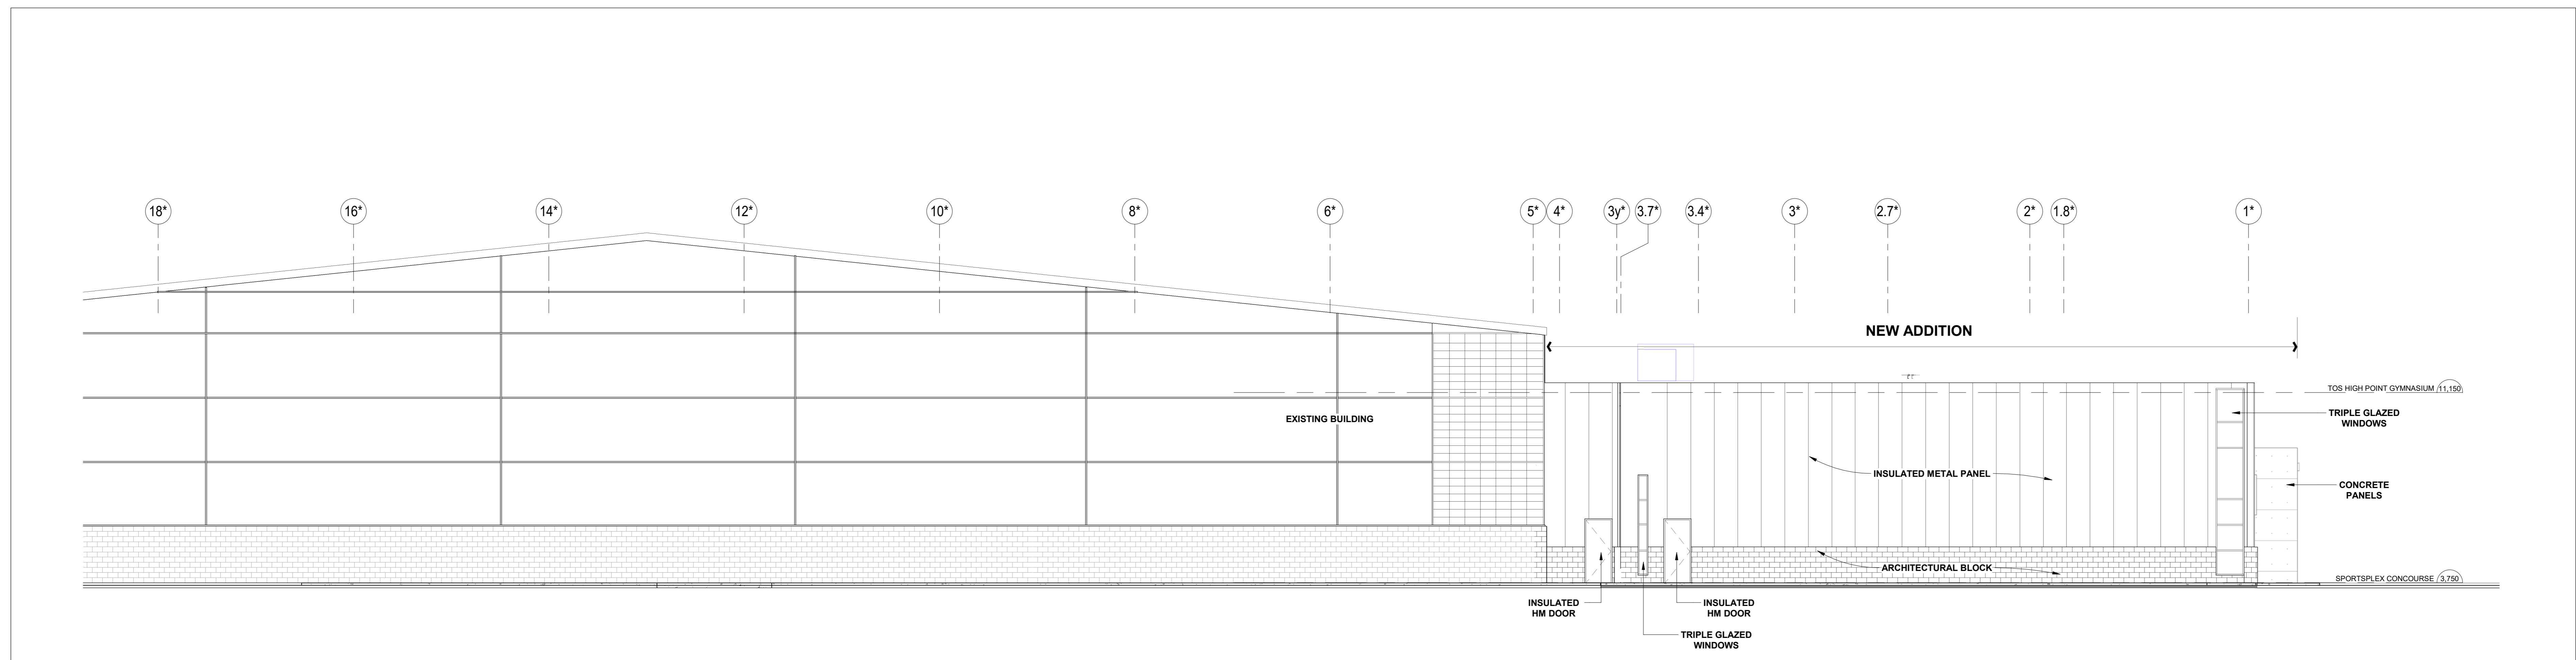 18*
16*
14*
12*
10*
8*
6*
5*
4*
3y*
3.7*
3.4*
3*
2.7*
2*
1.8*
1*
NEW ADDITION
TOS HIGH POINT GYMNASIUM 11,150
EXISTING BUILDING
TRIPLE GLAZED
WINDOWS
INSULATED METAL PANEL
CONCRETE
PANELS
ARCHITECTURAL BLOCK
SPORTSPLEX CONCOURSE 3,750
INSULATED
HM DOOR
INSULATED
HM DOOR
TRIPLE GLAZED
WINDOWS